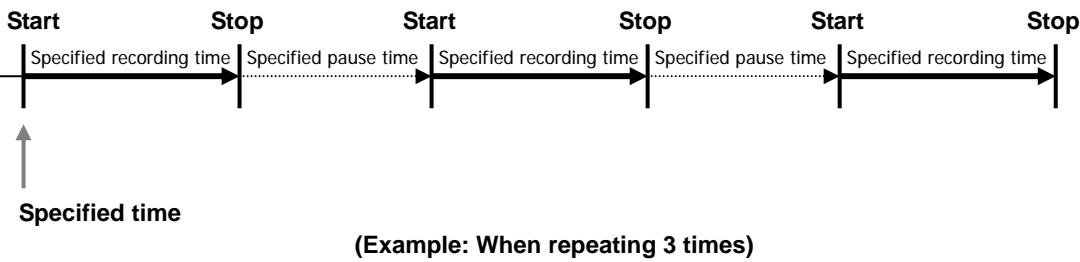 Start Stop Start Stop Start Stop
Specified recording time Specified pause time Specified recording time Specified pause time Specified recording time
Specified time
(Example: When repeating 3 times)